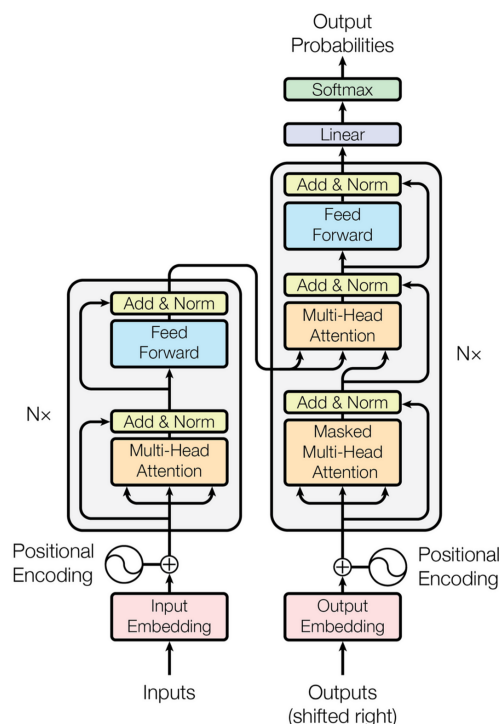 Output
Probabilities
Softmax
Linear
Add & Norm
Feed
Forward
Add & Norm
Multi-Head
Attention
Add & Norm
Masked
Multi-Head
Attention
N×
Add & Norm
Feed
Forward
Add & Norm
Multi-Head
Attention
N×
Positional
Encoding
Positional
Encoding
Input
Embedding
Output
Embedding
Inputs
Outputs
(shifted right)